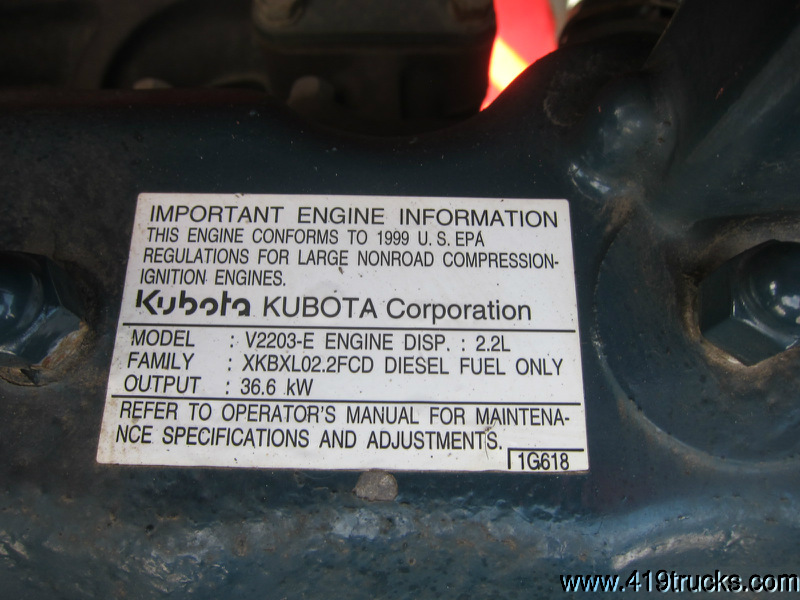 IMPORTANT ENGINE INFORMATION
THIS ENGINE CONFORMS TO 1999 U.S. EPA
REGULATIONS FOR LARGE NONROAD COMPRESSION-
IGNITION ENGINES.
Kubota KUBOTA Corporation
MODEL : V2203-E ENGINE DISP. : 2.2L
FAMILY : XKBXL02.2FCD DIESEL FUEL ONLY
OUTPUT : 36.6 kW
REFER TO OPERATOR'S MANUAL FOR MAINTENA-
NCE SPECIFICATIONS AND ADJUSTMENTS.
1G618
www.419trucks.com